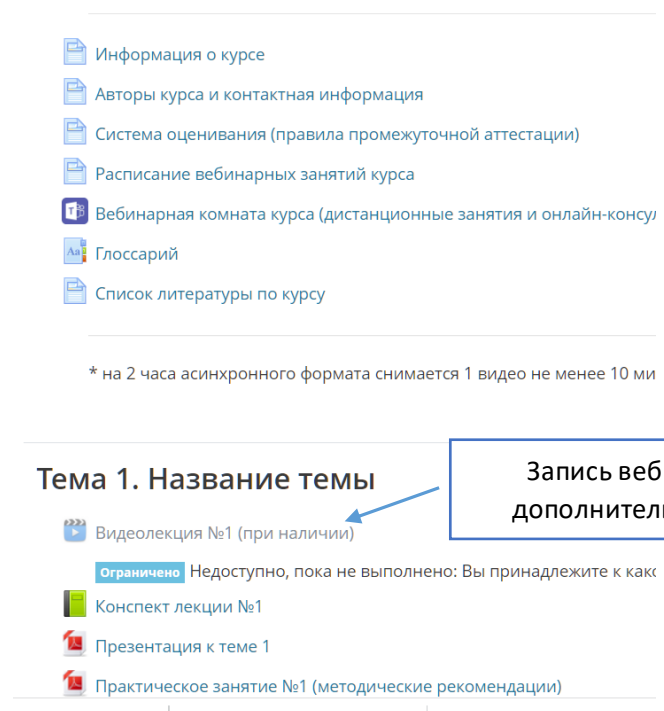 Информация о курсе
Авторы курса и контактная информация
Система оценивания (правила промежуточной аттестации)
Расписание вебинарных занятий курса
Вебинарная комната курса (дистанционные занятия и онлайн-консул
Глоссарий
Список литературы по курсу
* на 2 часа асинхронного формата снимается 1 видео не менее 10 ми
Запись веб
дополнител
Тема 1. Название темы
Видеолекция №1 (при наличии)
Ограничено Недоступно, пока не выполнено: Вы принадлежите к како
Конспект лекции №1
Презентация к теме 1
Практическое занятие №1 (методические рекомендации)